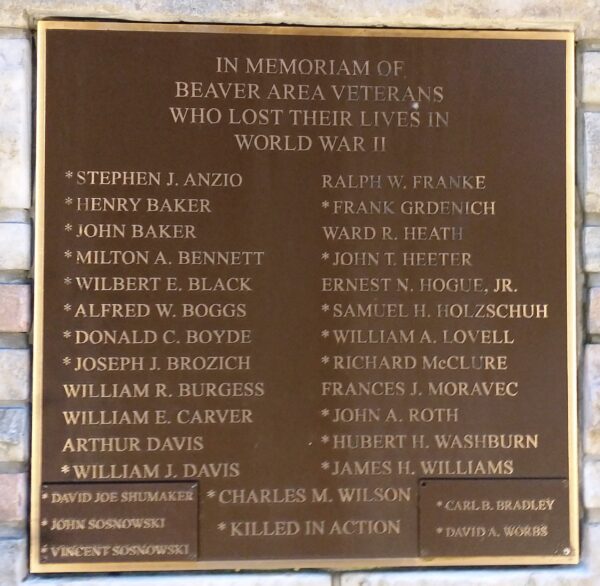 IN MEMORIAM OF
BEAVER AREA VETERANS
WHO LOST THEIR LIVES IN
WORLD WAR II
* STEPHEN J. ANZIO
* HENRY BAKER
* JOHN BAKER
* MILTON A. BENNETT
* WILBERT E. BLACK
* ALFRED W. BOGGS
* DONALD C. BOYDE
* JOSEPH J. BROZICH
WILLIAM R. BURGESS
WILLIAM E. CARVER
ARTHUR DAVIS
* WILLIAM J. DAVIS
RALPH W. FRANKE
* FRANK GRDENICH
WARD R. HEATH
* JOHN T. HEETER
ERNEST N. HOGUE, JR.
* SAMUEL H. HOLZSCHUH
* WILLIAM A. LOVELL
* RICHARD McCLURE
FRANCES J. MORAVEC
* JOHN A. ROTH
* HUBERT H. WASHBURN
* JAMES H. WILLIAMS
* CHARLES M. WILSON
* KILLED IN ACTION
* DAVID JOE SHUMAKER
* JOHN SOSNOWSKI
* VINCENT SOSNOWSKI
* CARL B. BRADLEY
* DAVID A. WORBS